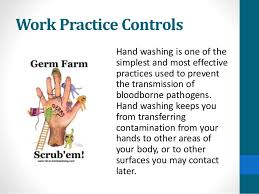 Work Practice Controls
Germ Farm
Scrub'em!
Hand washing is one of the
simplest and most effective
practices used to prevent
the transmission of
bloodborne pathogens.
Hand washing keeps you
from transferring
contamination from your
hands to other areas of
your body, or to other
surfaces you may contact
later.